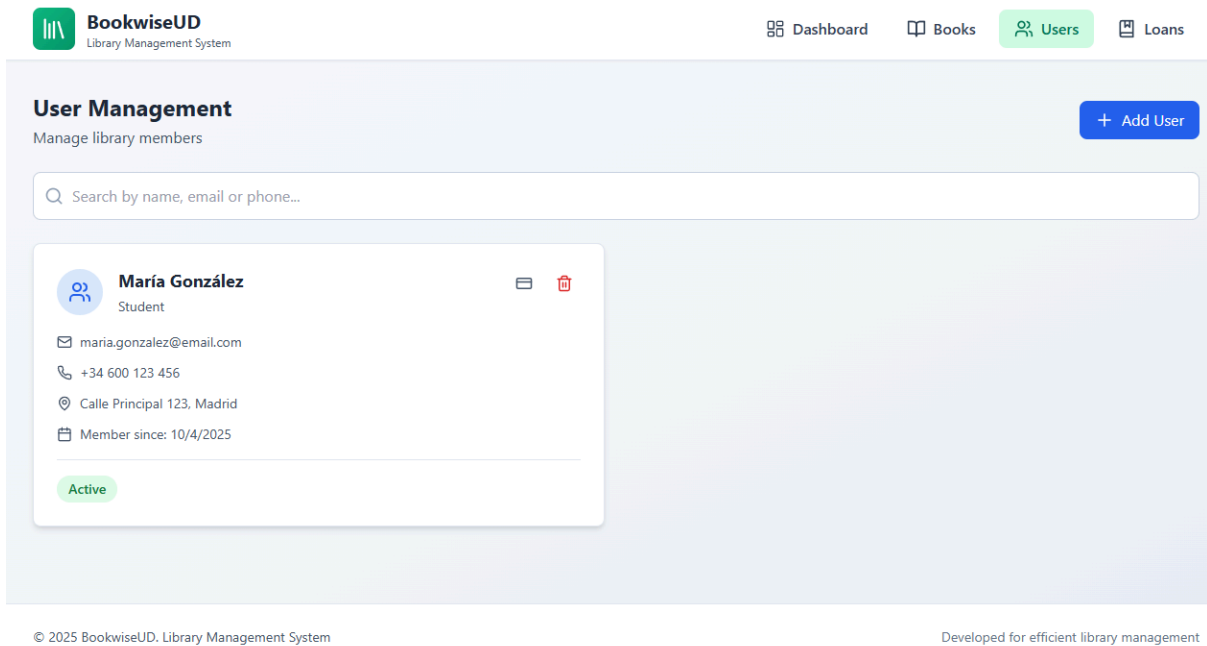 BookwiseUD
Library Management System
Dashboard
Books
Users
Loans
User Management
Manage library members
+ Add User
Search by name, email or phone...
María González
Student
maria.gonzalez@email.com
+34 600 123 456
Calle Principal 123, Madrid
Member since: 10/4/2025
Active
© 2025 BookwiseUD. Library Management System
Developed for efficient library management